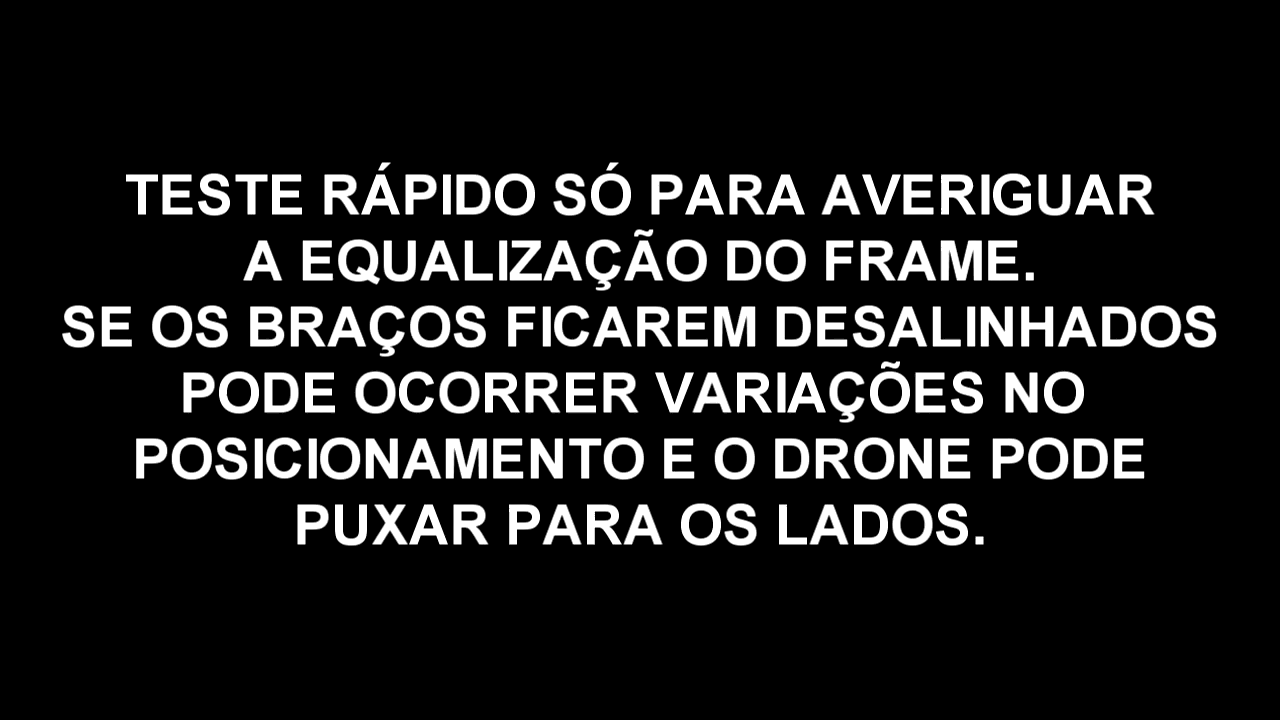 TESTE RÁPIDO SÓ PARA AVERIGUAR
A EQUALIZAÇÃO DO FRAME.
SE OS BRAÇOS FICAREM DESALINHADOS
PODE OCORRER VARIAÇÕES NO
POSICIONAMENTO E O DRONE PODE
PUXAR PARA OS LADOS.